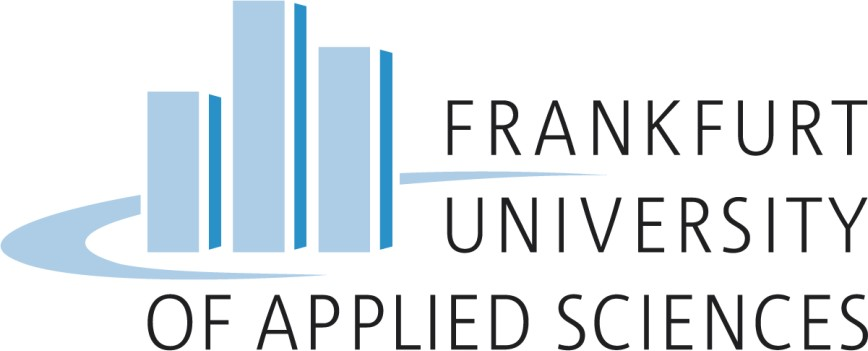 FRANKFURT
UNIVERSITY
OF APPLIED SCIENCES